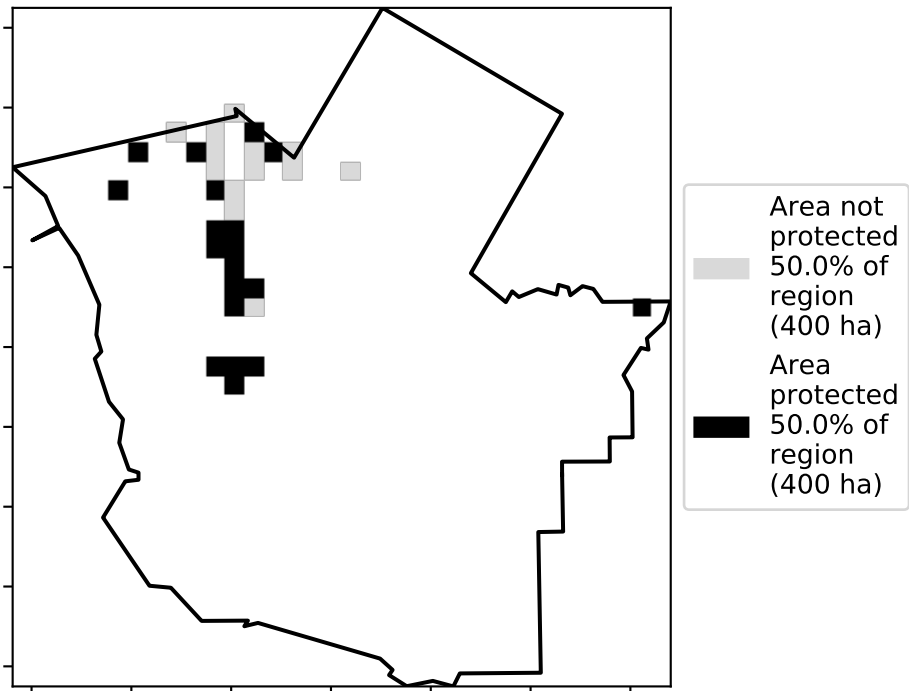 Area not
protected
50.0% of
region
(400 ha)
Area
protected
50.0% of
region
(400 ha)